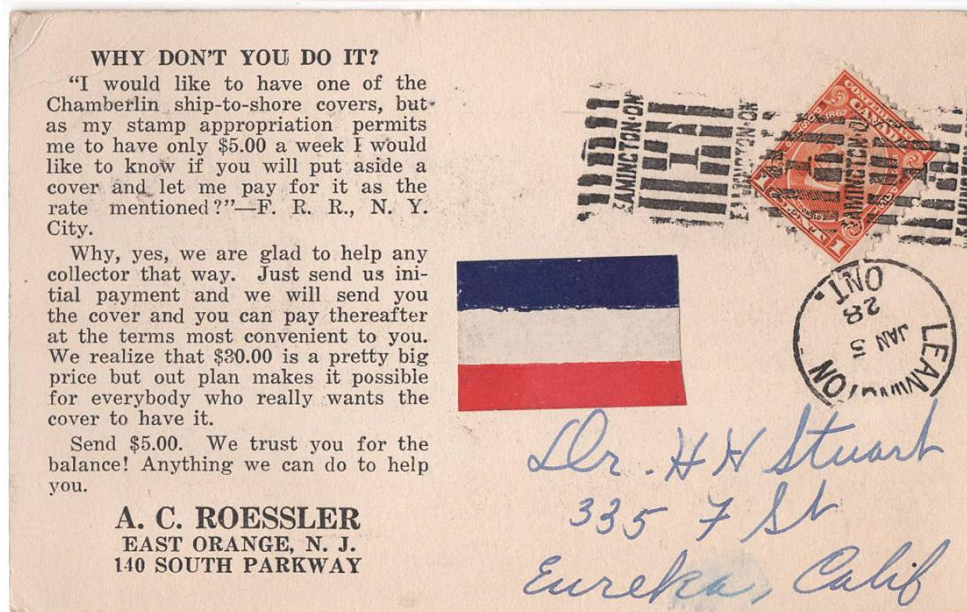 WHY DON'T YOU DO IT?
"I would like to have one of the
Chamberlin ship-to-shore covers, but
as my stamp appropriation permits
me to have only $5.00 a week I would
like to know if you will put aside a
cover and let me pay for it as the
rate mentioned?"—F. R. R., N. Y.
City.
Why, yes, we are glad to help any
collector that way. Just send us ini-
tial payment and we will send you
the cover and you can pay thereafter
at the terms most convenient to you.
We realize that $30.00 is a pretty big
price but out plan makes it possible
for everybody who really wants the
cover to have it.
Send $5.00. We trust you for the
balance! Anything we can do to help
you.
A. C. ROESSLER
EAST ORANGE, N. J.
140 SOUTH PARKWAY
EAMINGTON·ON
1
CANADA
LEAMINGTON
JAN 5
28
ONT.
Dr. H H Stuart
335 F St
Eureka, Calif